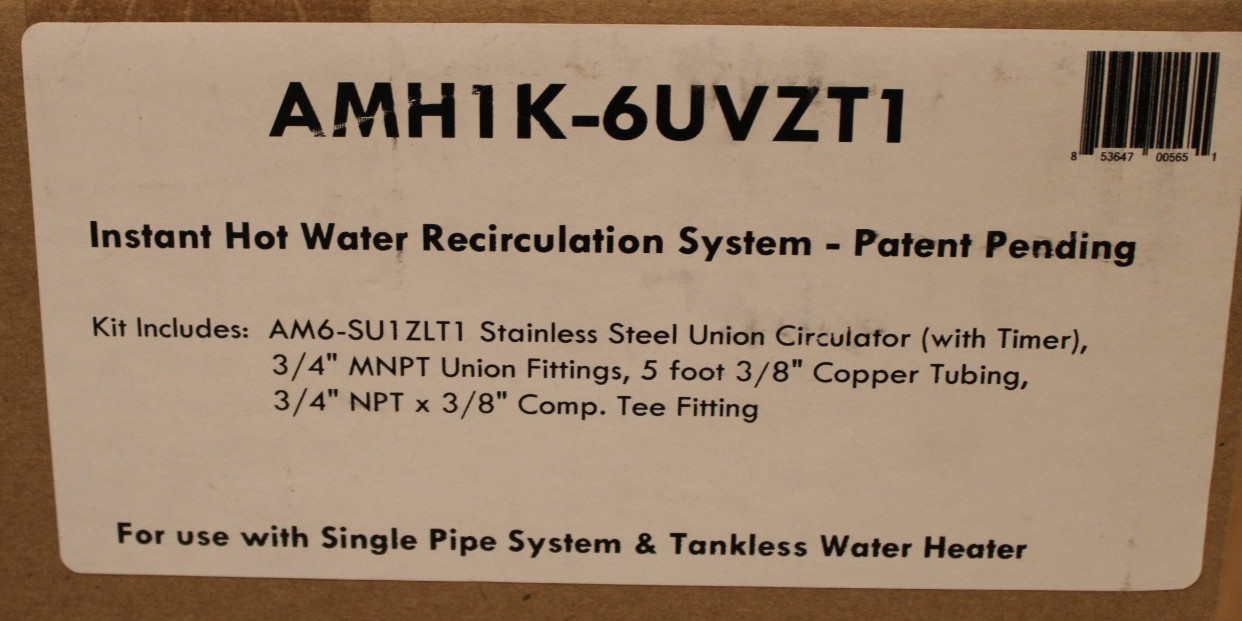 AMH1K-6UVZT1
8 53647 00565 1
Instant Hot Water Recirculation System - Patent Pending
Kit Includes: AM6-SU1ZLT1 Stainless Steel Union Circulator (with Timer),
3/4" MNPT Union Fittings, 5 foot 3/8" Copper Tubing,
3/4" NPT x 3/8" Comp. Tee Fitting
For use with Single Pipe System & Tankless Water Heater